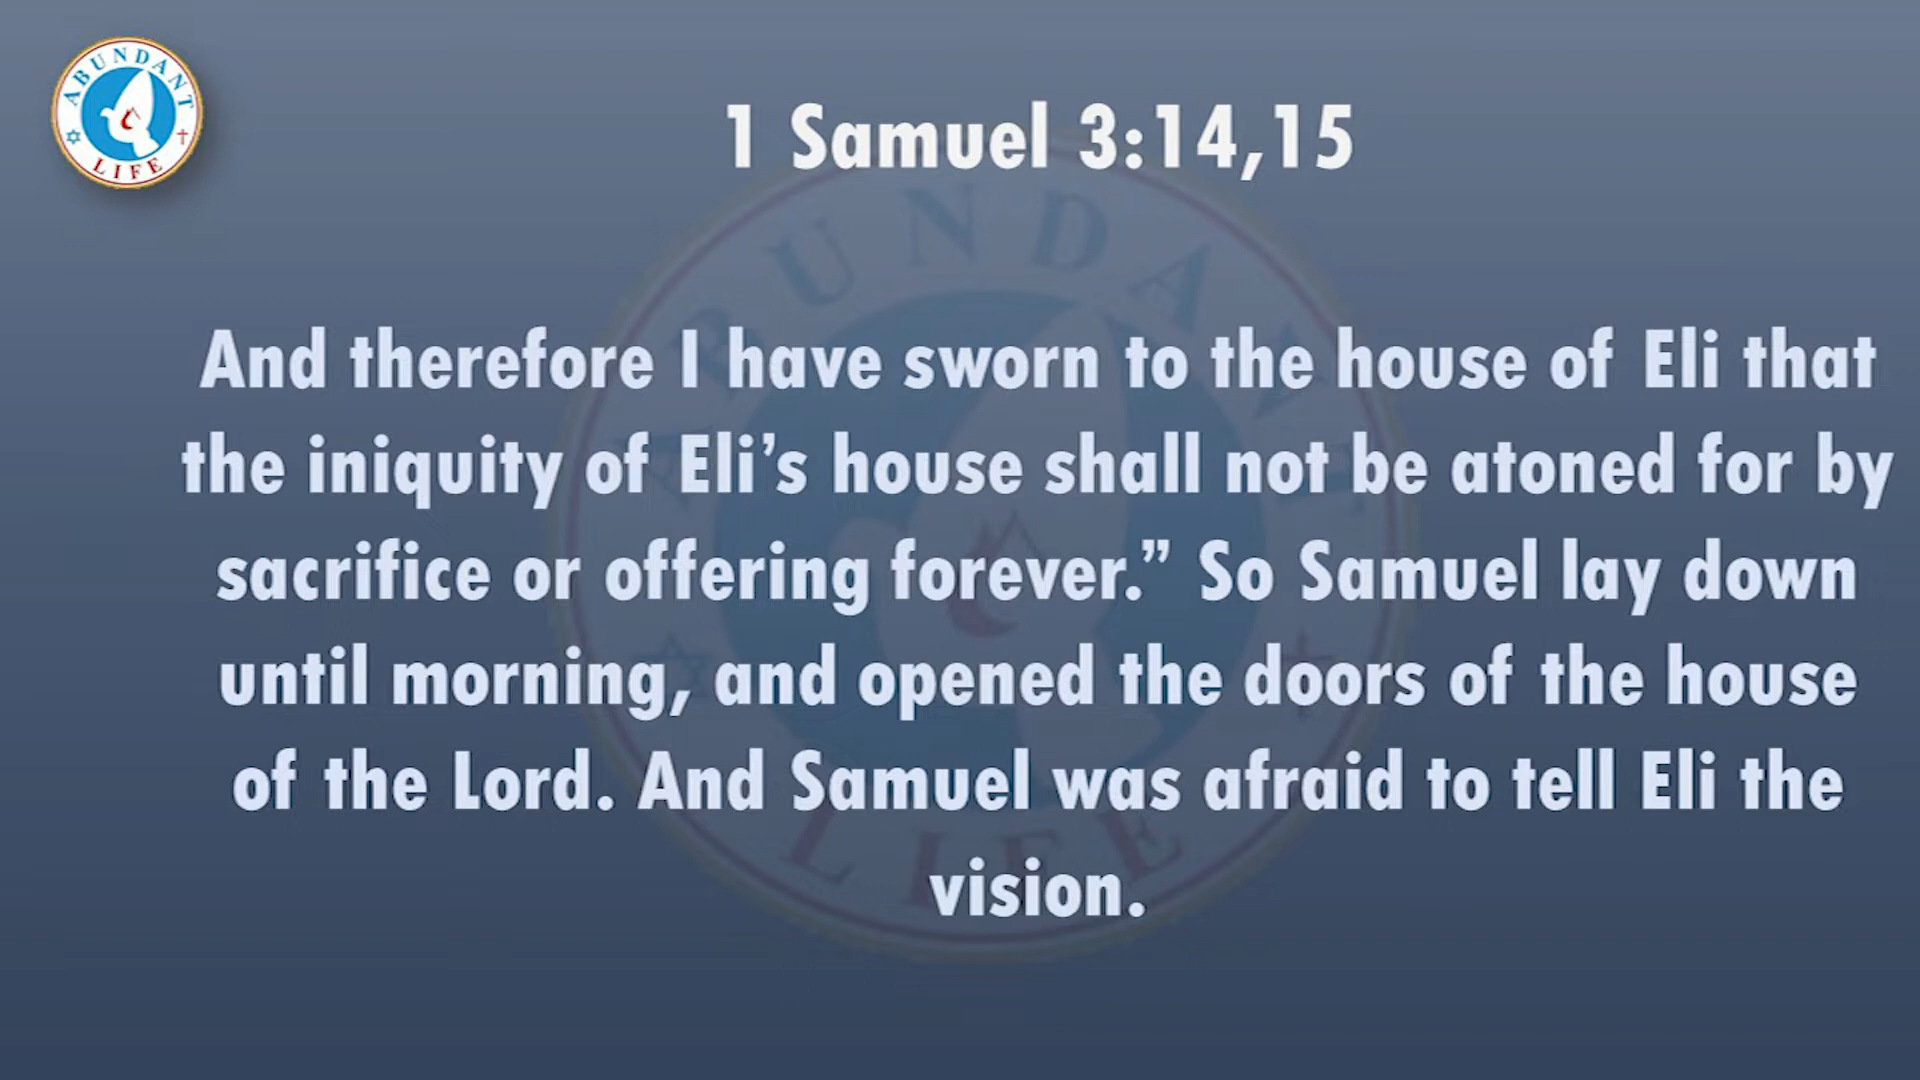 ABUNDANT
LIFE
1 Samuel 3:14,15
And therefore I have sworn to the house of Eli that
the iniquity of Eli’s house shall not be atoned for by
sacrifice or offering forever.” So Samuel lay down
until morning, and opened the doors of the house
of the Lord. And Samuel was afraid to tell Eli the
vision.
ABUNDANT
LIFE